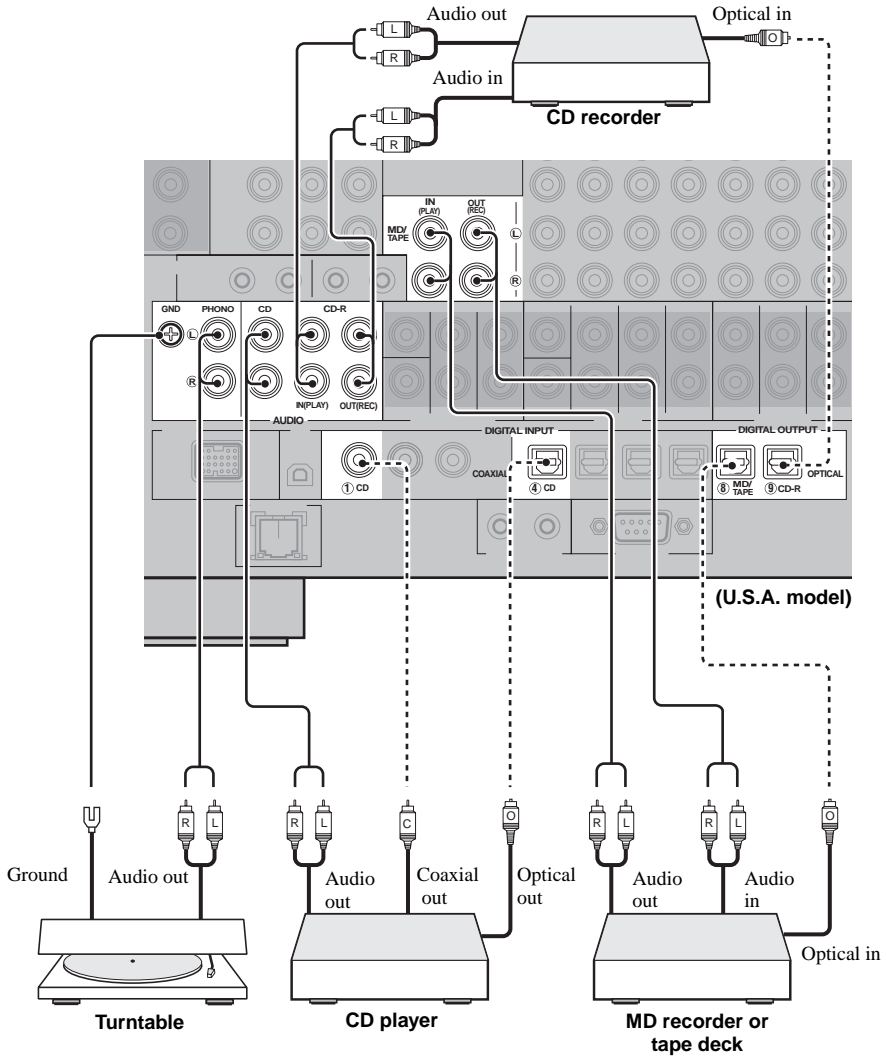 Audio out
Optical in
L
O
R
Audio in
L
R
CD recorder
IN
(PLAY)
OUT
(REC)
MD/
TAPE
L
R
GND
PHONO
CD
CD-R
L
R
IN(PLAY)
OUT(REC)
AUDIO
DIGITAL INPUT
DIGITAL OUTPUT
COAXIAL
OPTICAL
① CD
④ CD
⑧ MD/
TAPE
⑨ CD-R
(U.S.A. model)
R L
R L
C
O
R L
R L
O
Ground
Audio out
Audio
out
Coaxial
out
Optical
out
Audio
out
Audio
in
Optical in
Turntable
CD player
MD recorder or
tape deck